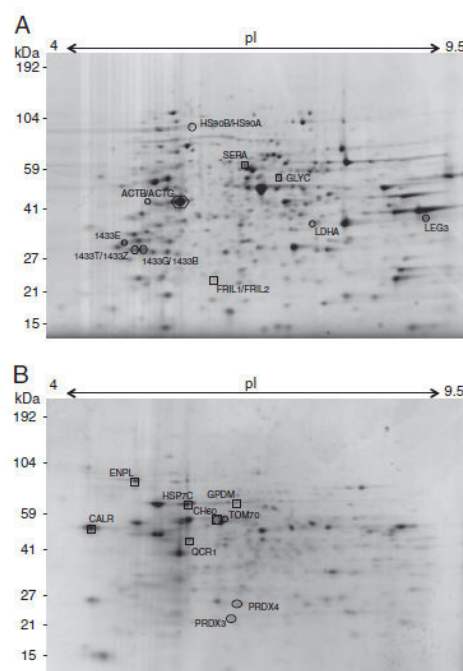 A
pI
4
9.5
kDa
192 -
104 -
HS90B/HS90A
59 -
SERA
GLYC
ACTB/ACTG
41 -
LDHA
LEG3
1433E
1433T/1433Z
1433G/1433B
27 -
21 -
FRIL1/FRIL2
15 -
B
pI
4
9.5
kDa
192 -
104 -
ENPL
HSP7C
GPDM
CH60
59 -
CALR
TOM70
QCR1
41 -
27 -
PRDX4
21 -
PRDX3
15 -